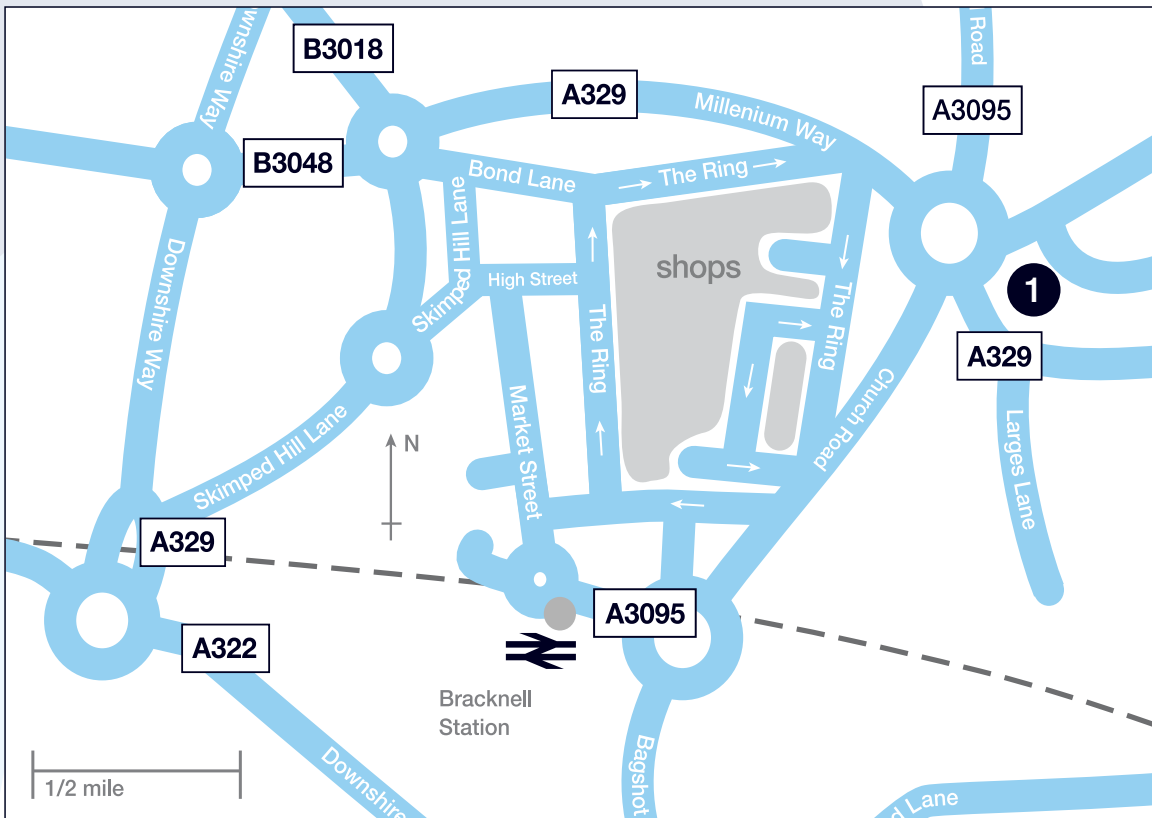 ownshire Way
B3018
A329
Millenium Way
Road
A3095
B3048
Bond Lane
The Ring
Skimped Hill Lane
High Street
shops
1
Downshire Way
The Ring
The Ring
Church Road
A329
Market Street
Larges Lane
Skimped Hill Lane
N
A329
A3095
A322
Bracknell
Station
Downshire
Bagshot
1/2 mile
d Lane